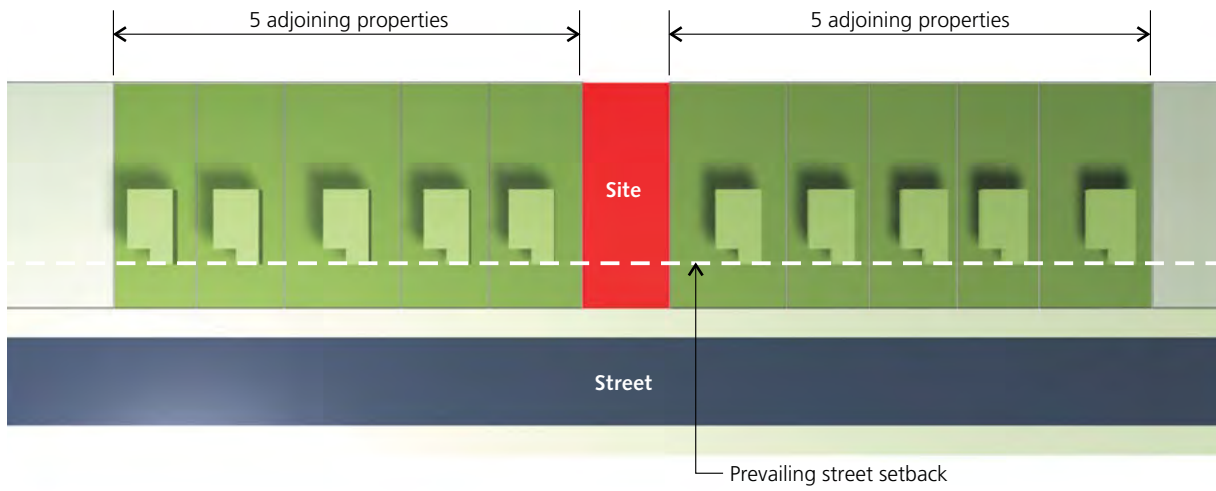 5 adjoining properties
5 adjoining properties
Site
Street
Prevailing street setback